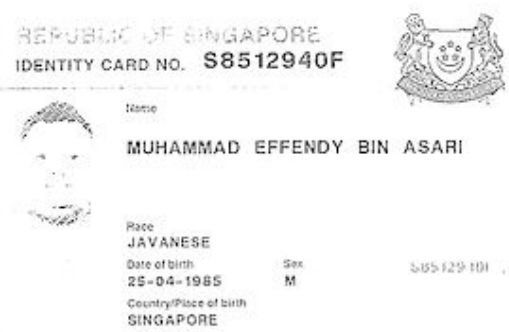 REPUBLIC OF SINGAPORE
IDENTITY CARD NO. S8512940F
Name
MUHAMMAD EFFENDY BIN ASARI
Race
JAVANESE
Date of birth Sex
25-04-1985 M
Country/Place of birth
SINGAPORE